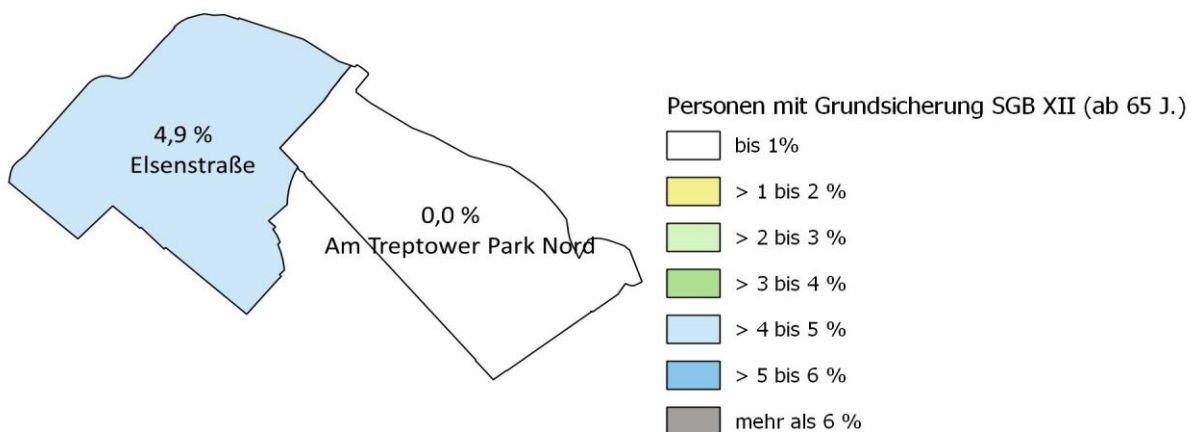 4,9 %
Elsenstraße
0,0 %
Am Treptower Park Nord
Personen mit Grundsicherung SGB XII (ab 65 J.)
bis 1%
> 1 bis 2 %
> 2 bis 3 %
> 3 bis 4 %
> 4 bis 5 %
> 5 bis 6 %
mehr als 6 %